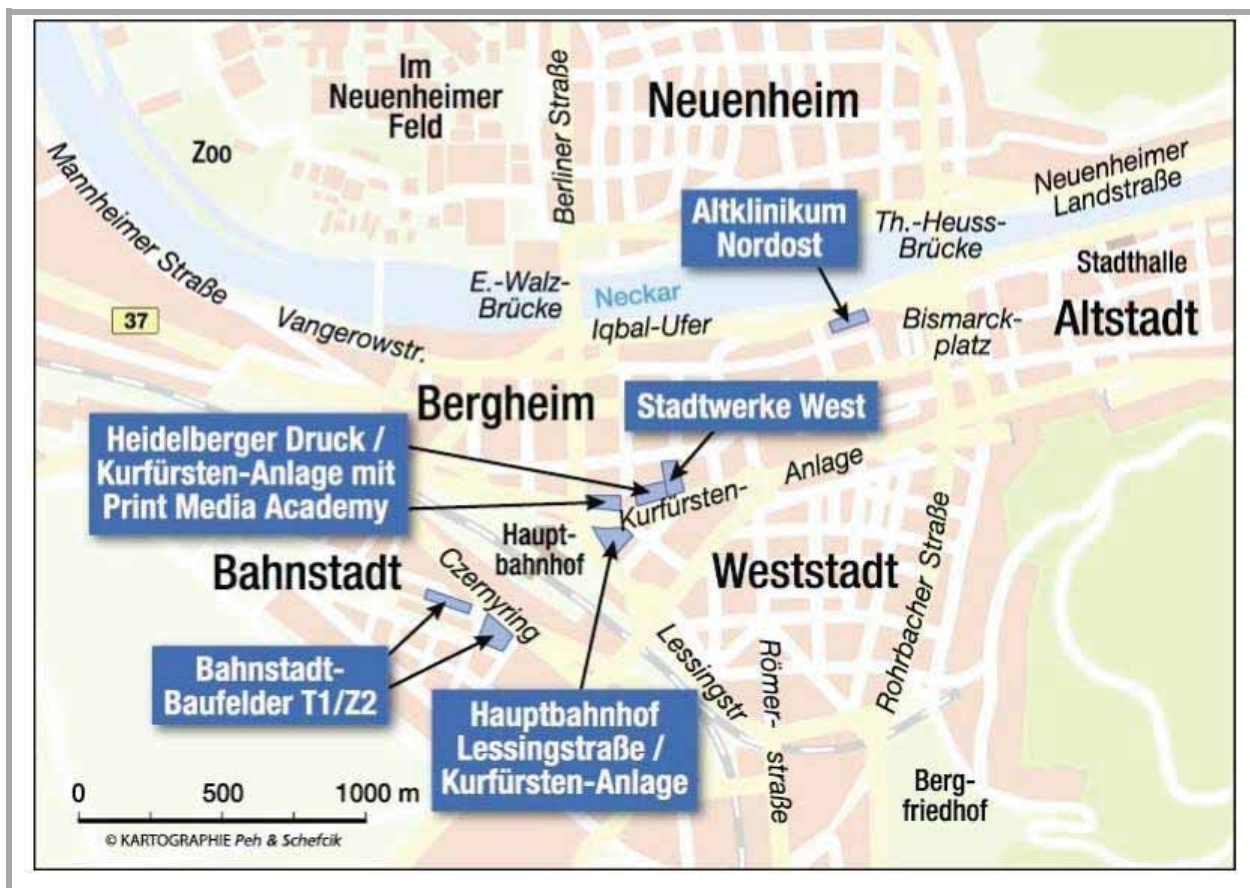 Im
Neuenheimer
Feld
Zoo
Berliner Straße
Neuenheim
Mannheimer Straße
Neuenheimer
Landstraße
Altklinikum
Nordost
Th.-Heuss-
Brücke
Stadthalle
Altstadt
E.-Walz-
Brücke
Neckar
Iqbal-Ufer
Bismarck-
platz
37
Vangerowstr.
Bergheim
Stadtwerke West
Heidelberger Druck /
Kurfürsten-Anlage mit
Print Media Academy
Kurfürsten-
Anlage
Haupt-
bahnhof
Bahnstadt
Czernyring
Weststadt
Rohrbacher Straße
Lessingstr
Römer-
straße
Bahnstadt-
Baufelder T1/Z2
Hauptbahnhof
Lessingstraße /
Kurfürsten-Anlage
Berg-
friedhof
0 500 1000 m
© KARTOGRAPHIE Peh & Schefcik